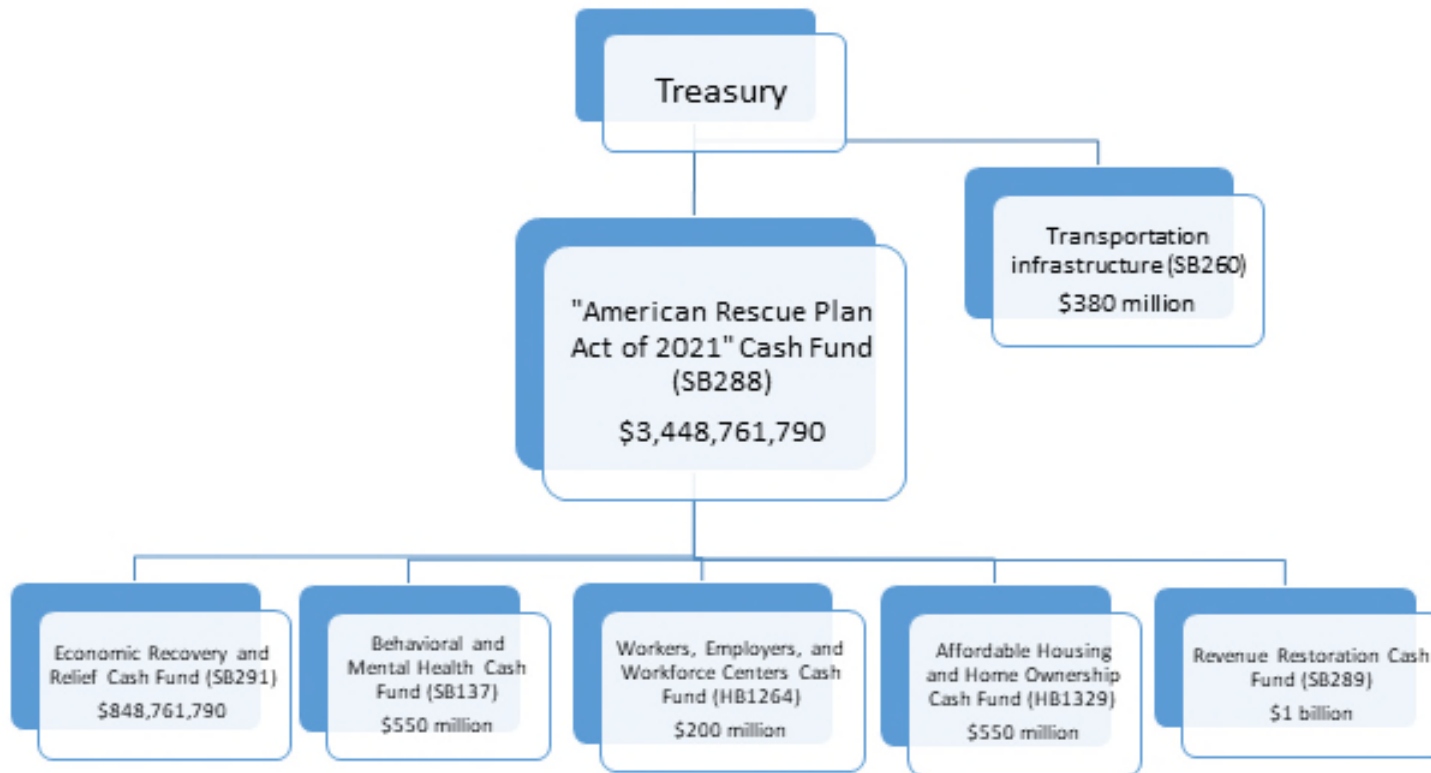 Treasury
Transportation
infrastructure (SB260)
$380 million
"American Rescue Plan
Act of 2021" Cash Fund
(SB288)
$3,448,761,790
Economic Recovery and
Relief Cash Fund (SB291)
$848,761,790
Behavioral and
Mental Health Cash
Fund (SB137)
$550 million
Workers, Employers, and
Workforce Centers Cash
Fund (HB1264)
$200 million
Affordable Housing
and Home Ownership
Cash Fund (HB1329)
$550 million
Revenue Restoration Cash
Fund (SB289)
$1 billion